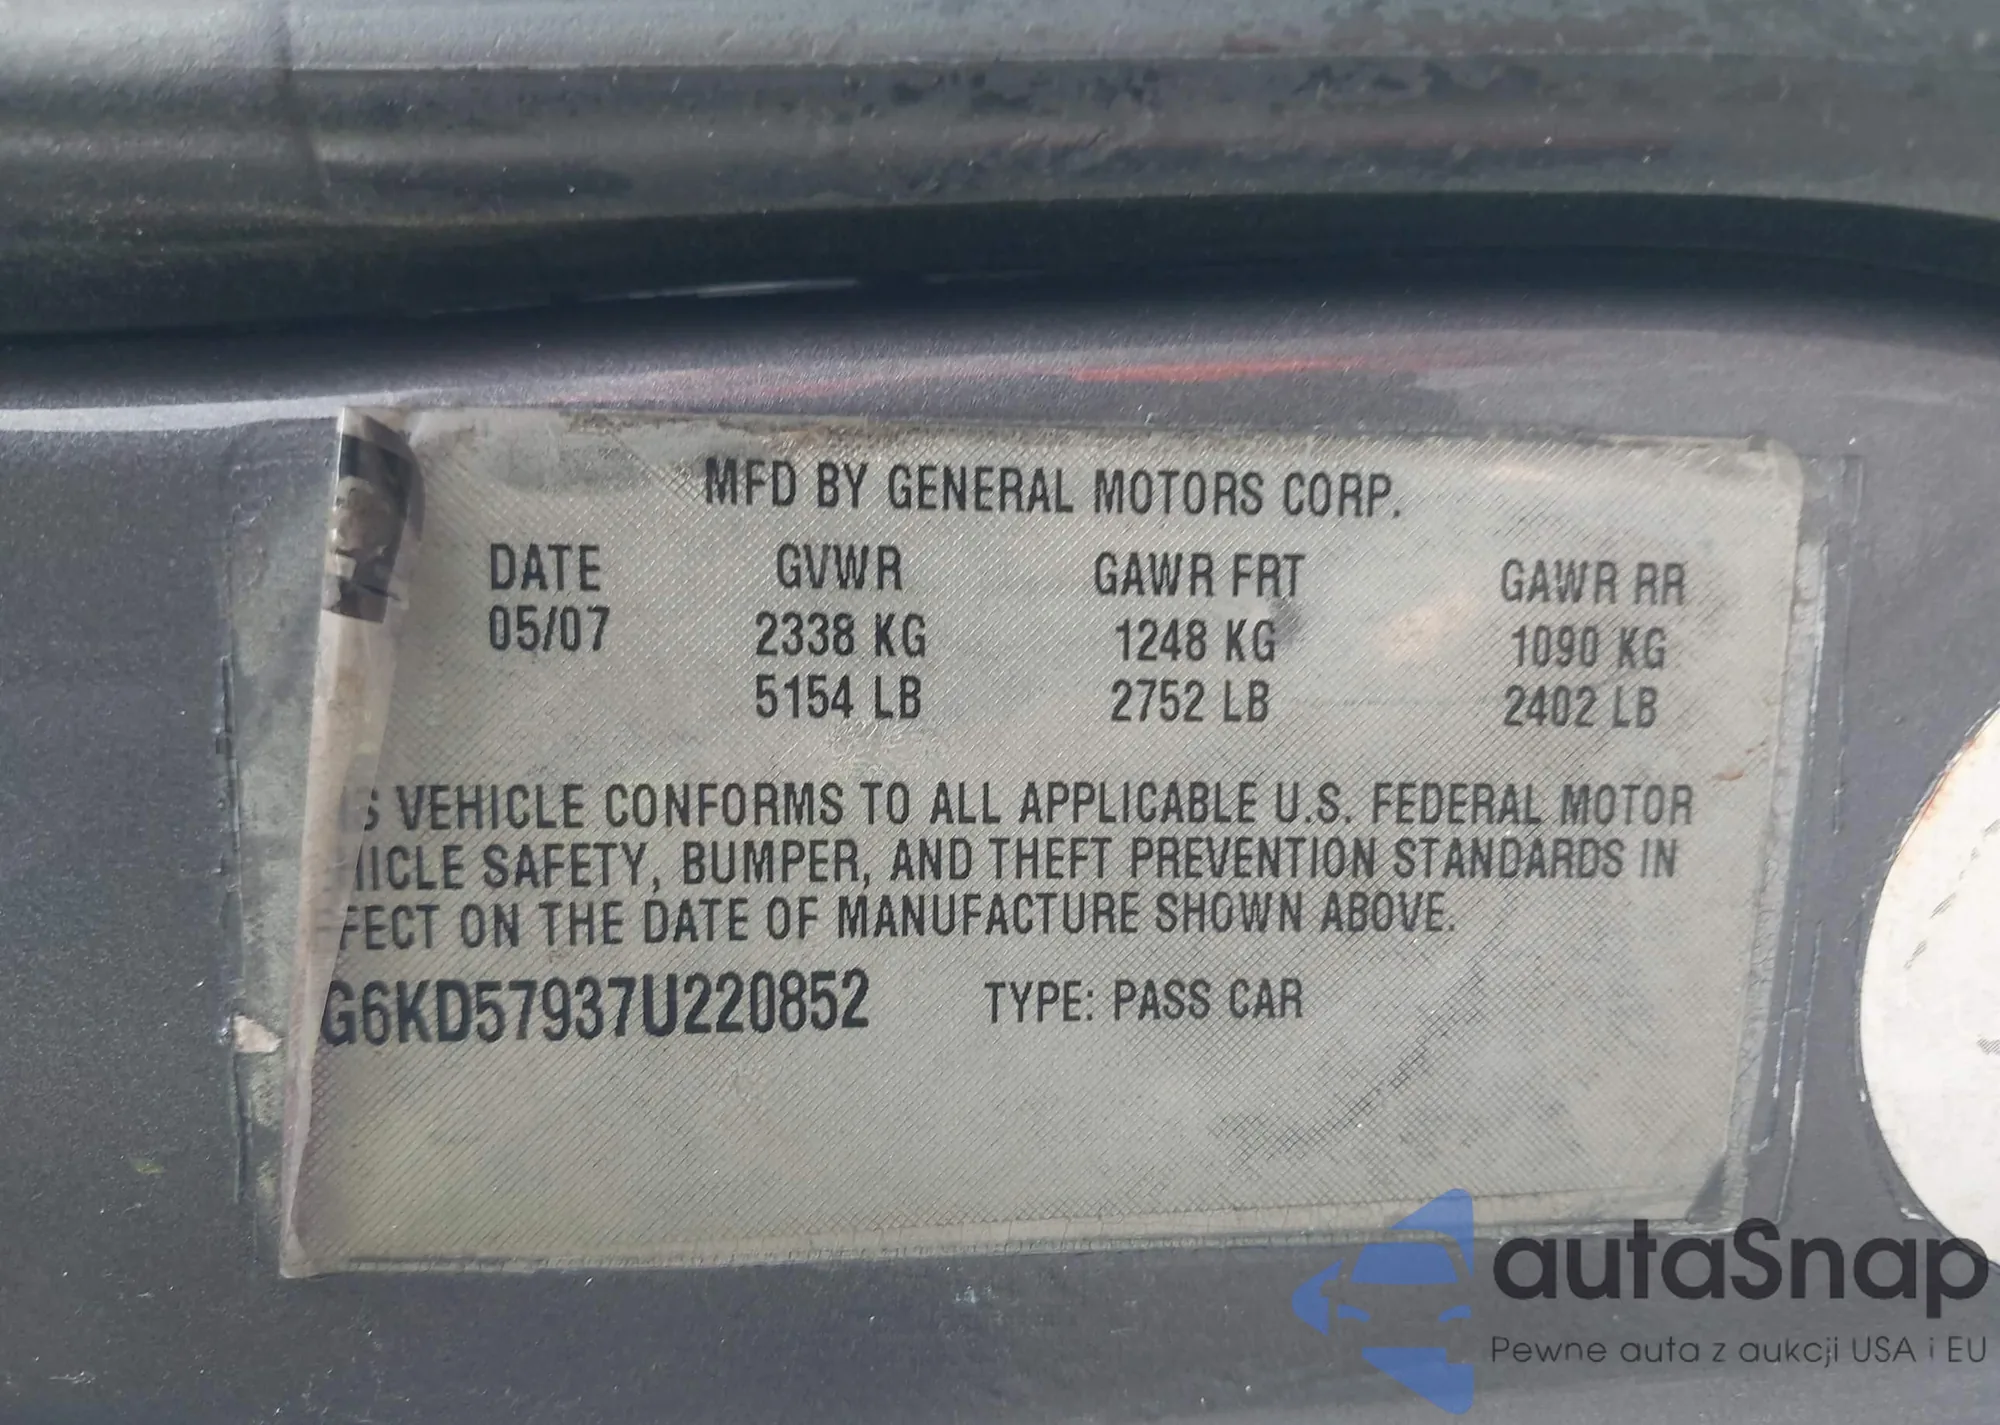 MFD BY GENERAL MOTORS CORP.
DATE GVWR GAWR FRT GAWR RR
05/07 2338 KG 1248 KG 1090 KG
5154 LB 2752 LB 2402 LB
S VEHICLE CONFORMS TO ALL APPLICABLE U.S. FEDERAL MOTOR
HICLE SAFETY, BUMPER, AND THEFT PREVENTION STANDARDS IN
FFECT ON THE DATE OF MANUFACTURE SHOWN ABOVE.
G6KD57937U220852 TYPE: PASS CAR
autaSnap
Pewne auta z aukcji USA i EU